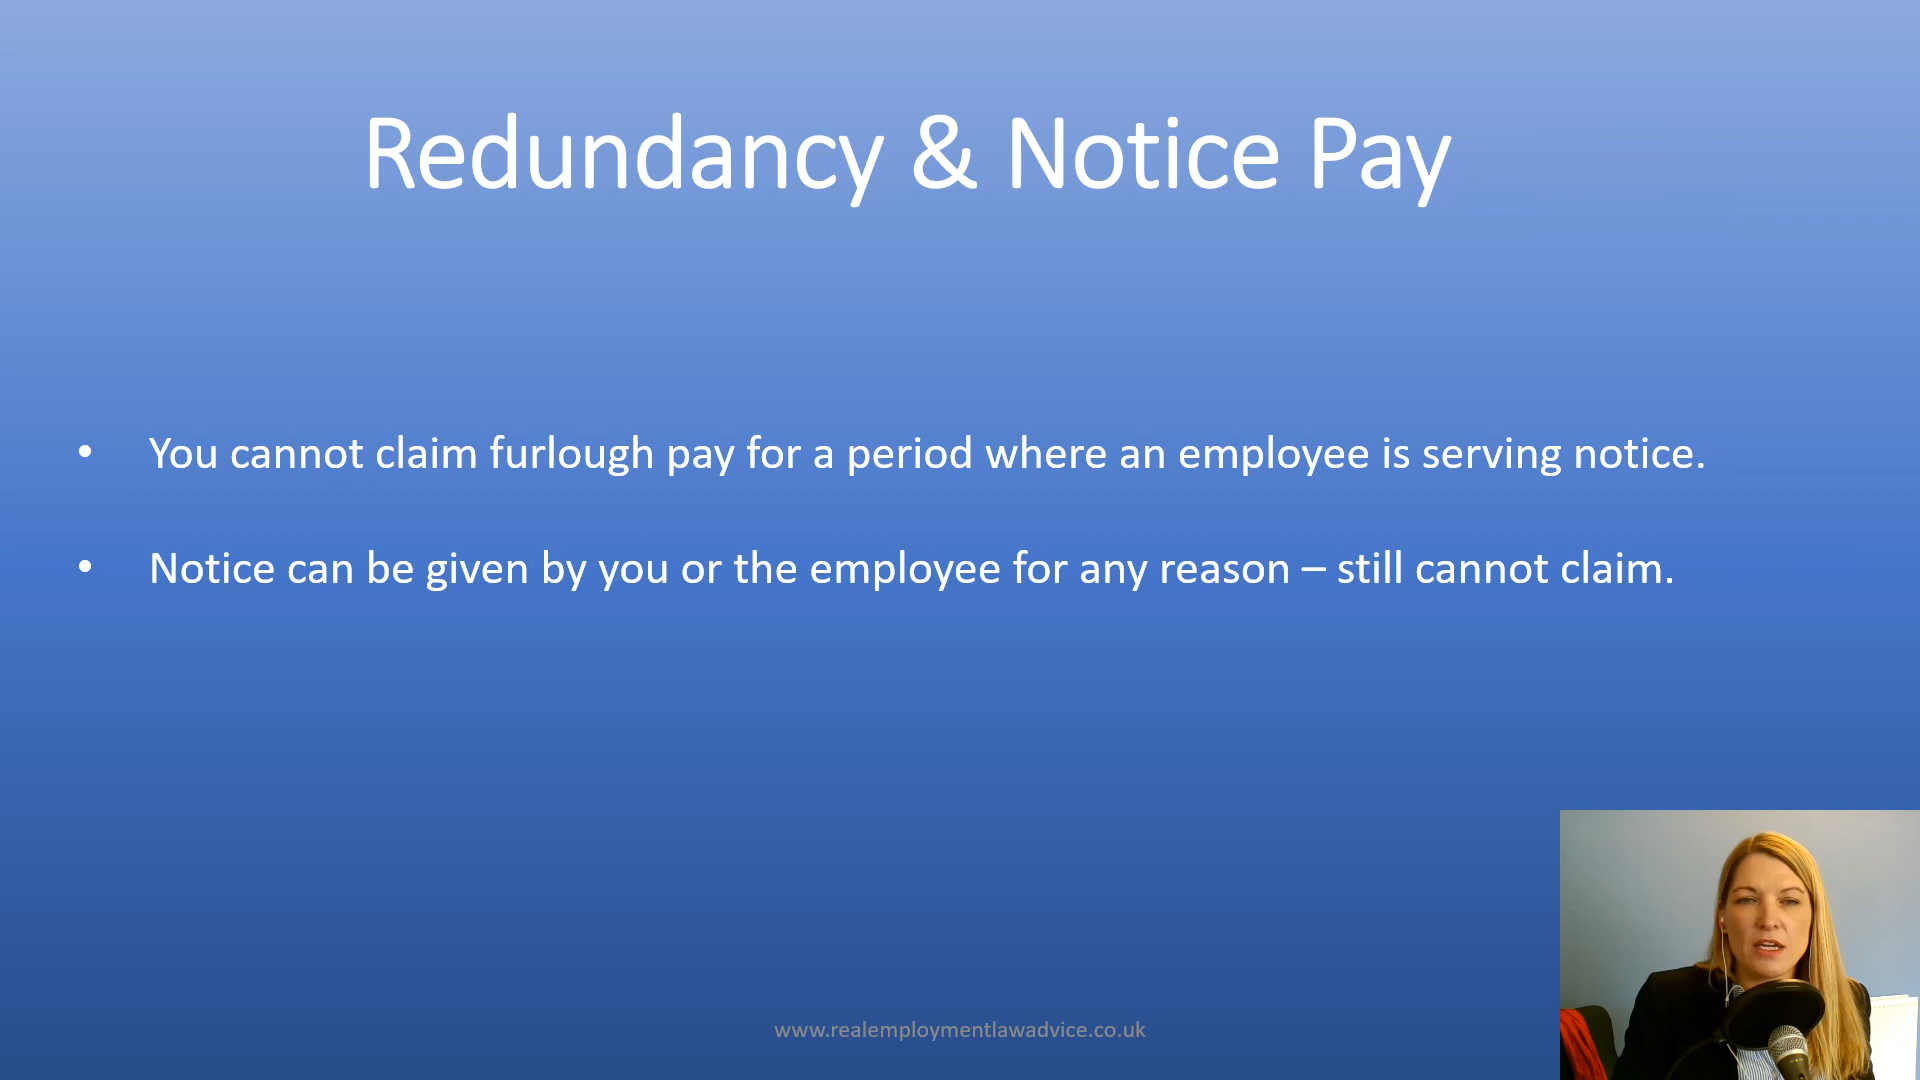 Redundancy & Notice Pay
• You cannot claim furlough pay for a period where an employee is serving notice.
• Notice can be given by you or the employee for any reason – still cannot claim.
www.realemploymentlawadvice.co.uk